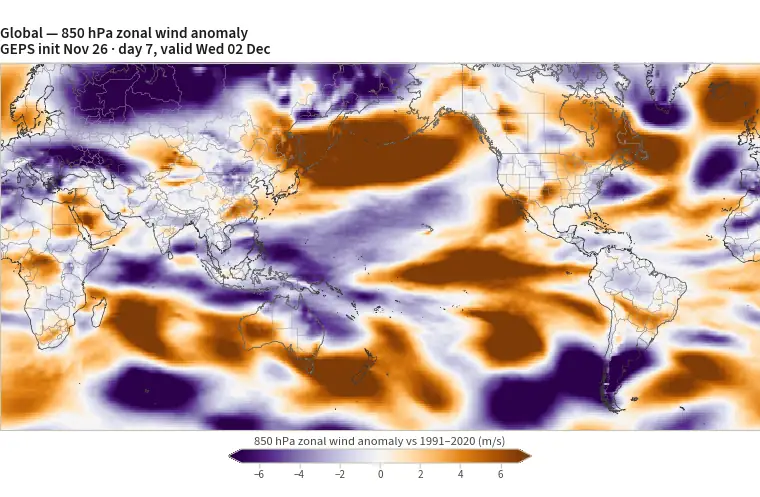 Global — 850 hPa zonal wind anomaly
GEPS init Nov 26 · day 7, valid Wed 02 Dec
850 hPa zonal wind anomaly vs 1991–2020 (m/s)
−6 −4 −2 0 2 4 6